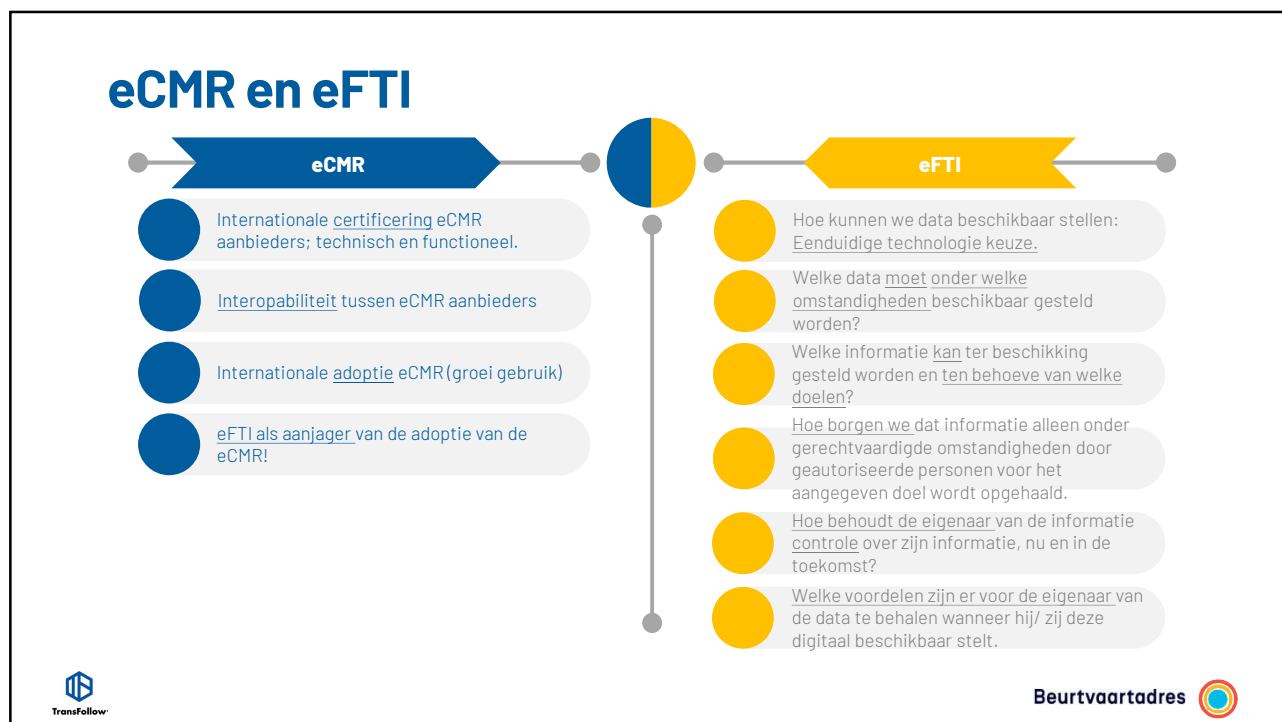 eCMR en eFTI
eCMR
Internationale certificering eCMR
aanbieders; technisch en functioneel.
Interopabiliteit tussen eCMR aanbieders
Internationale adoptie eCMR (groei gebruik)
eFTI als aanjager van de adoptie van de
eCMR!
eFTI
Hoe kunnen we data beschikbaar stellen:
Eenduidige technologie keuze.
Welke data moet onder welke
omstandigheden beschikbaar gesteld
worden?
Welke informatie kan ter beschikking
gesteld worden en ten behoeve van welke
doelen?
Hoe borgen we dat informatie alleen onder
gerechtvaardigde omstandigheden door
geautoriseerde personen voor het
aangegeven doel wordt opgehaald.
Hoe behoudt de eigenaar van de informatie
controle over zijn informatie, nu en in de
toekomst?
Welke voordelen zijn er voor de eigenaar van
de data te behalen wanneer hij/ zij deze
digitaal beschikbaar stelt.
TransFollow
Beurtvaartadres